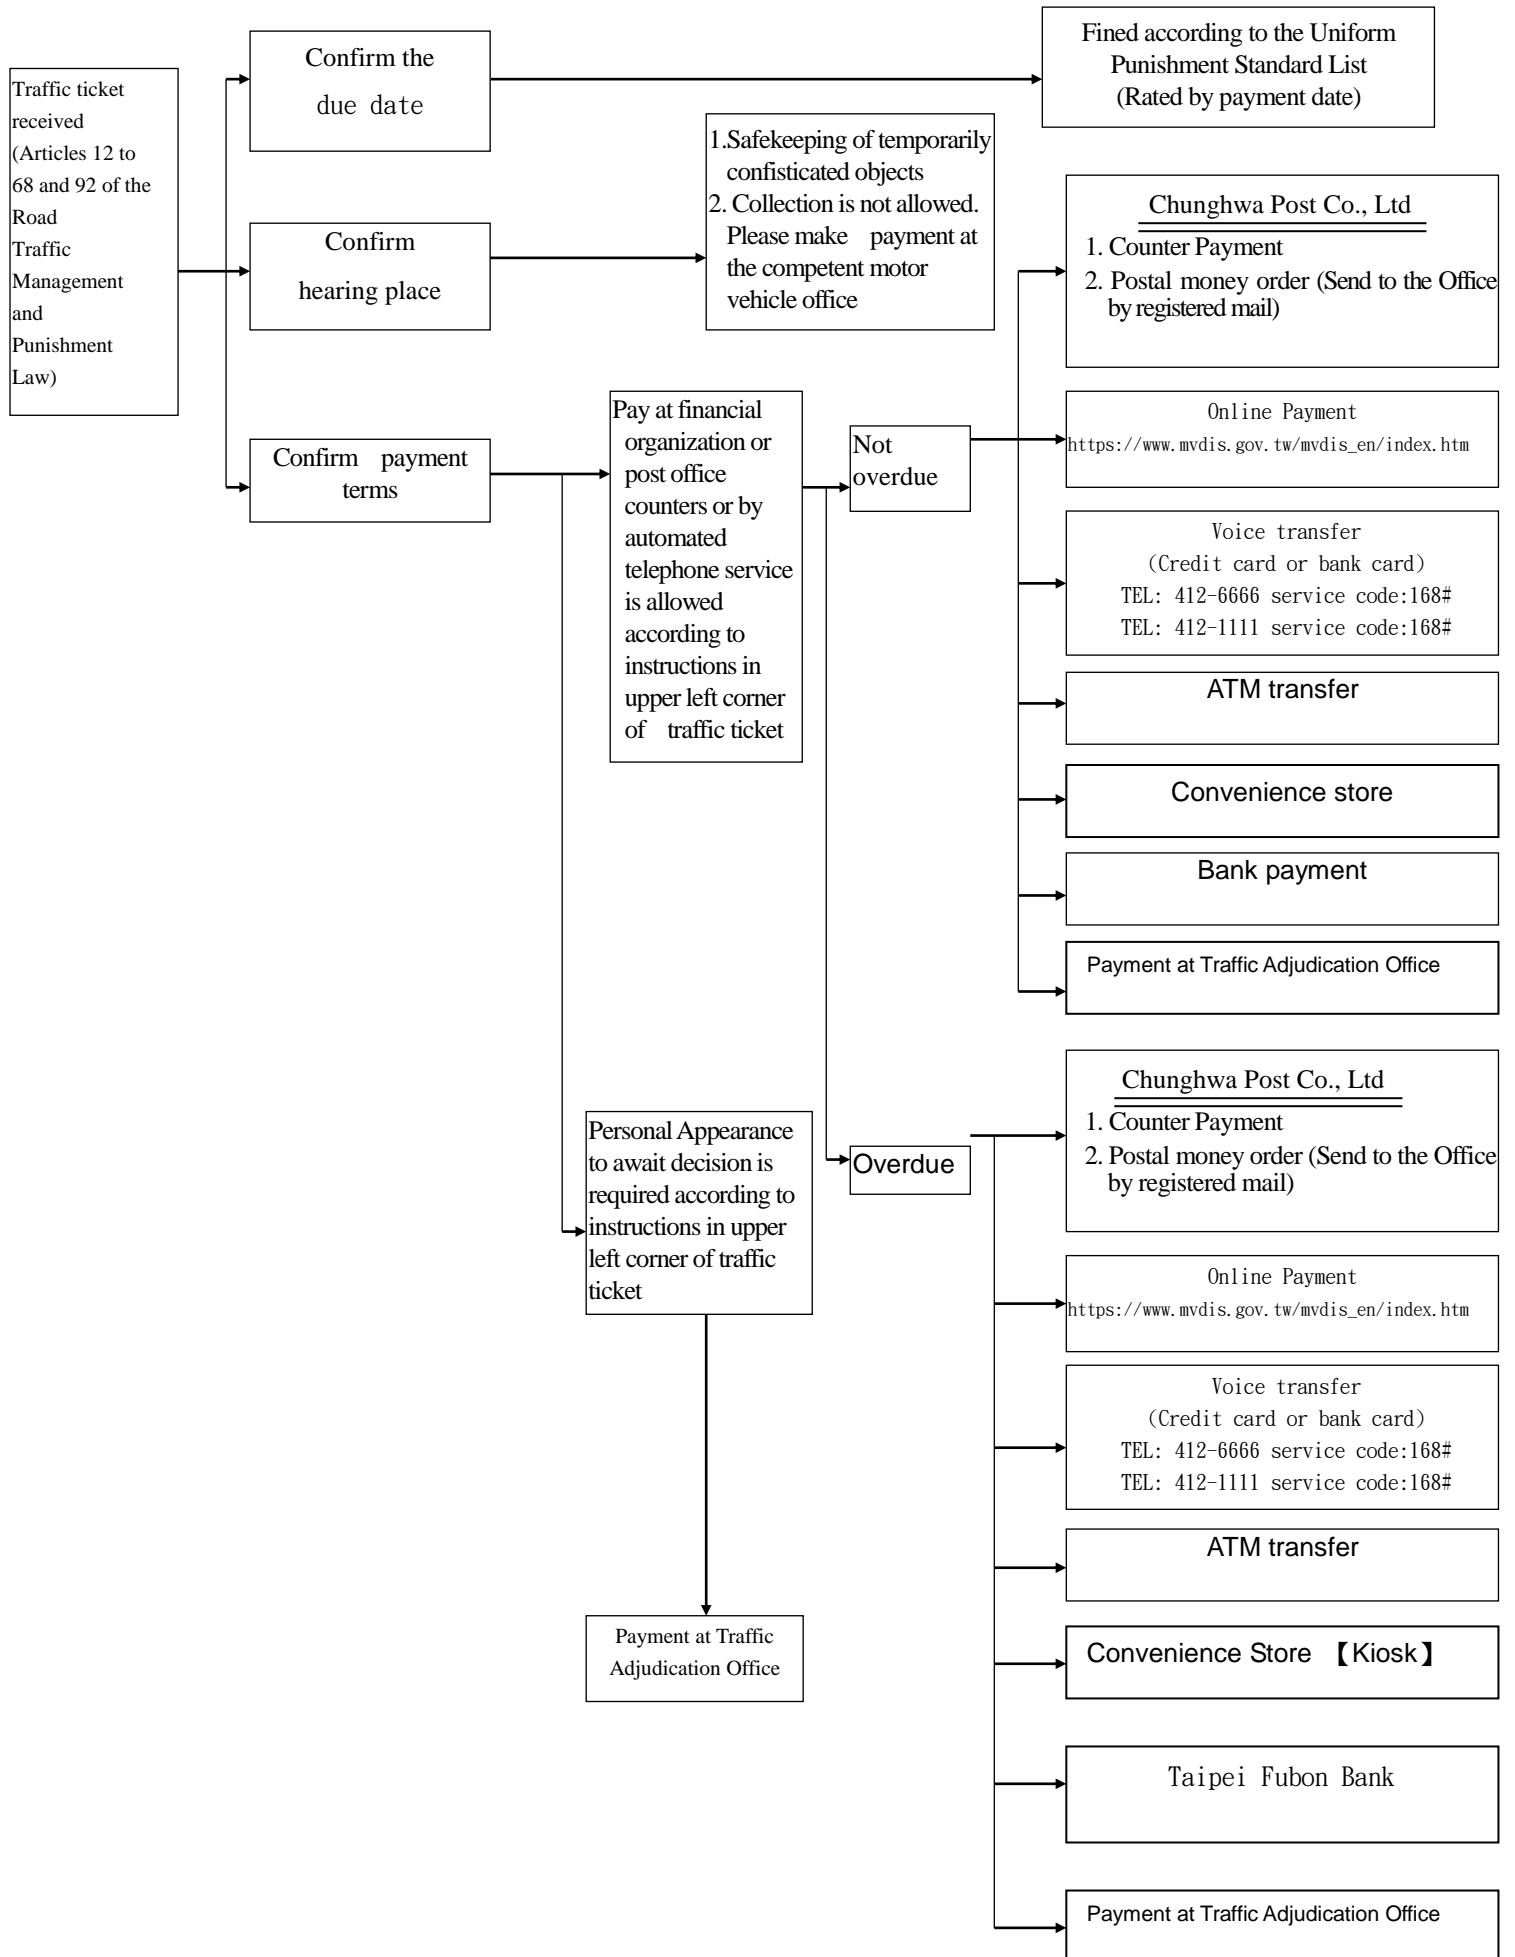 Traffic ticket
received
(Articles 12 to
68 and 92 of the
Road
Traffic
Management
and
Punishment
Law)
Confirm the
due date
Fined according to the Uniform
Punishment Standard List
(Rated by payment date)
Confirm
hearing place
1.Safekeeping of temporarily
confisticated objects
2. Collection is not allowed.
Please make payment at
the competent motor
vehicle office
Confirm payment
terms
Pay at financial
organization or
post office
counters or by
automated
telephone service
is allowed
according to
instructions in
upper left corner
of traffic ticket
Not
overdue
Chunghwa Post Co., Ltd
1. Counter Payment
2. Postal money order (Send to the Office
by registered mail)
Online Payment
https://www.mvdis.gov.tw/mvdis_en/index.htm
Voice transfer
(Credit card or bank card)
TEL: 412-6666 service code:168#
TEL: 412-1111 service code:168#
ATM transfer
Convenience store
Bank payment
Payment at Traffic Adjudication Office
Personal Appearance
to await decision is
required according to
instructions in upper
left corner of traffic
ticket
Payment at Traffic
Adjudication Office
Overdue
Chunghwa Post Co., Ltd
1. Counter Payment
2. Postal money order (Send to the Office
by registered mail)
Online Payment
https://www.mvdis.gov.tw/mvdis_en/index.htm
Voice transfer
(Credit card or bank card)
TEL: 412-6666 service code:168#
TEL: 412-1111 service code:168#
ATM transfer
Convenience Store 【Kiosk】
Taipei Fubon Bank
Payment at Traffic Adjudication Office